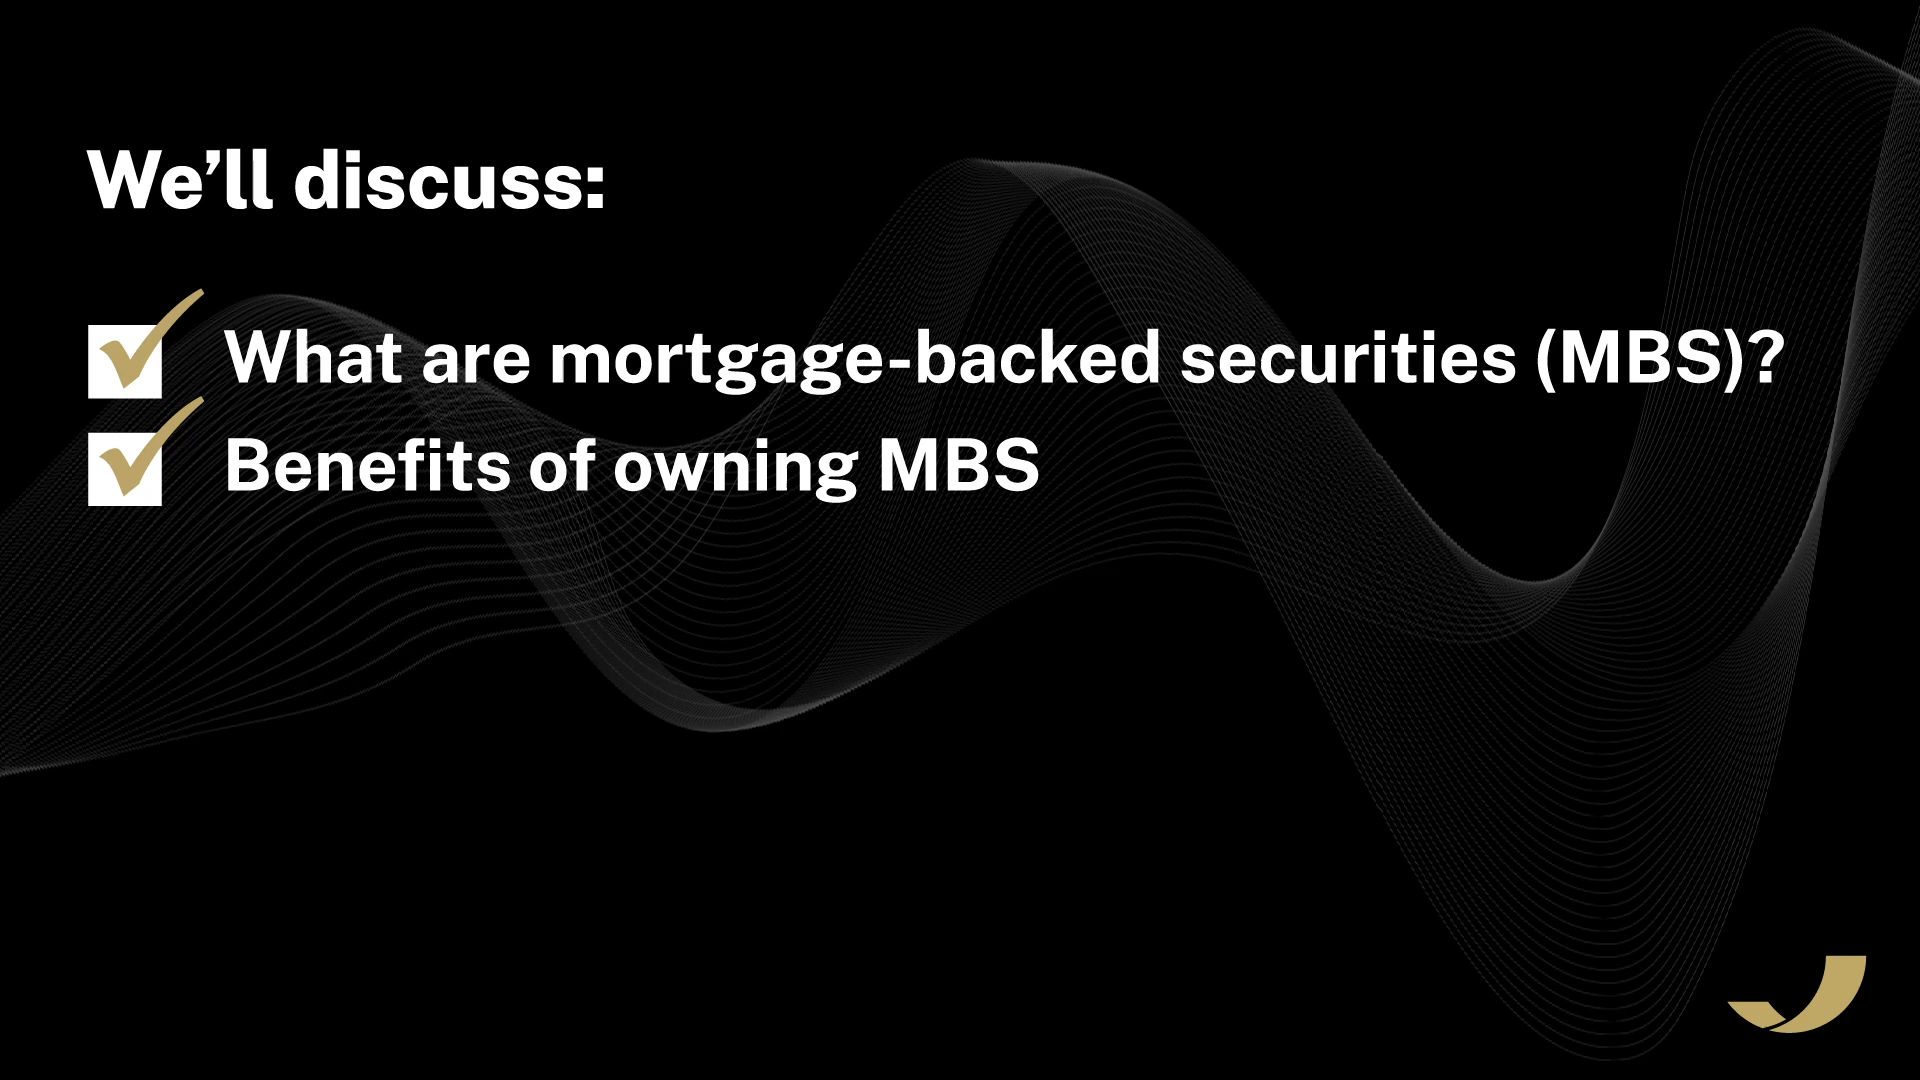 We’ll discuss:
What are mortgage-backed securities (MBS)?
Benefits of owning MBS